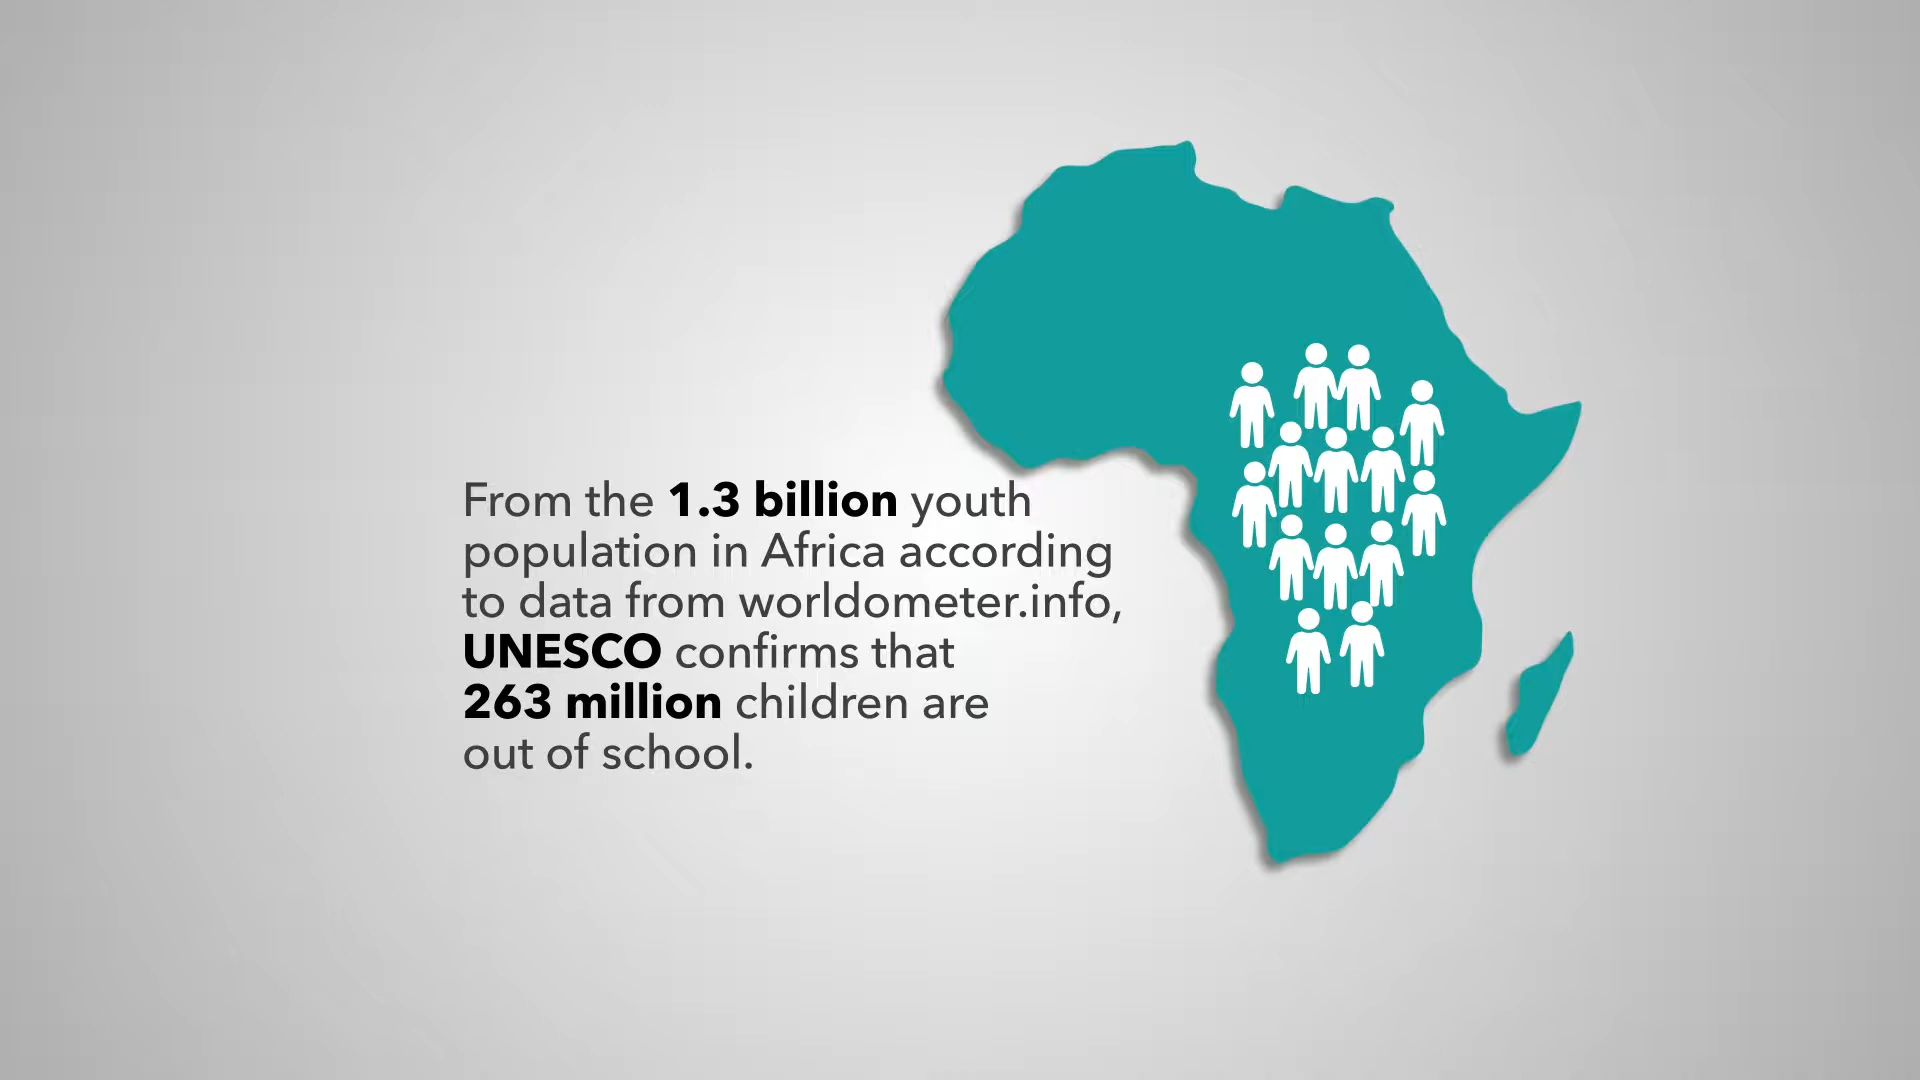 From the 1.3 billion youth
population in Africa according
to data from worldometer.info,
UNESCO confirms that
263 million children are
out of school.